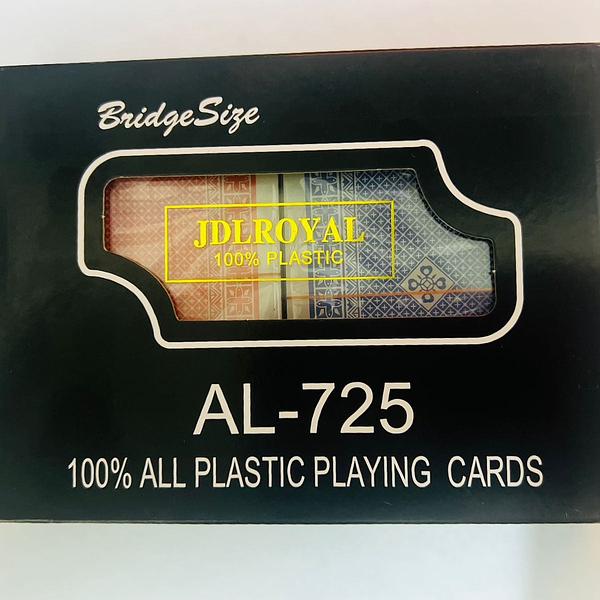 BridgeSize
JDLROYAL
100% PLASTIC
AL-725
100% ALL PLASTIC PLAYING CARDS